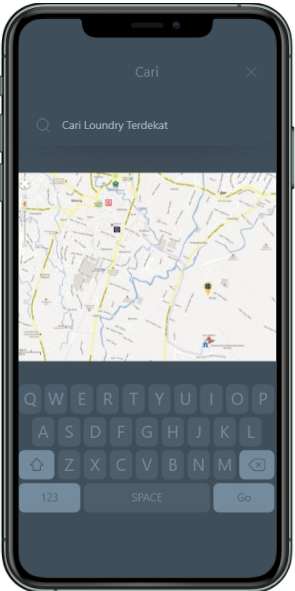 Cari
Cari Loundry Terdekat
Q W E R T Y U I O P
A S D F G H J K L
Z X C V B N M
123 SPACE Go